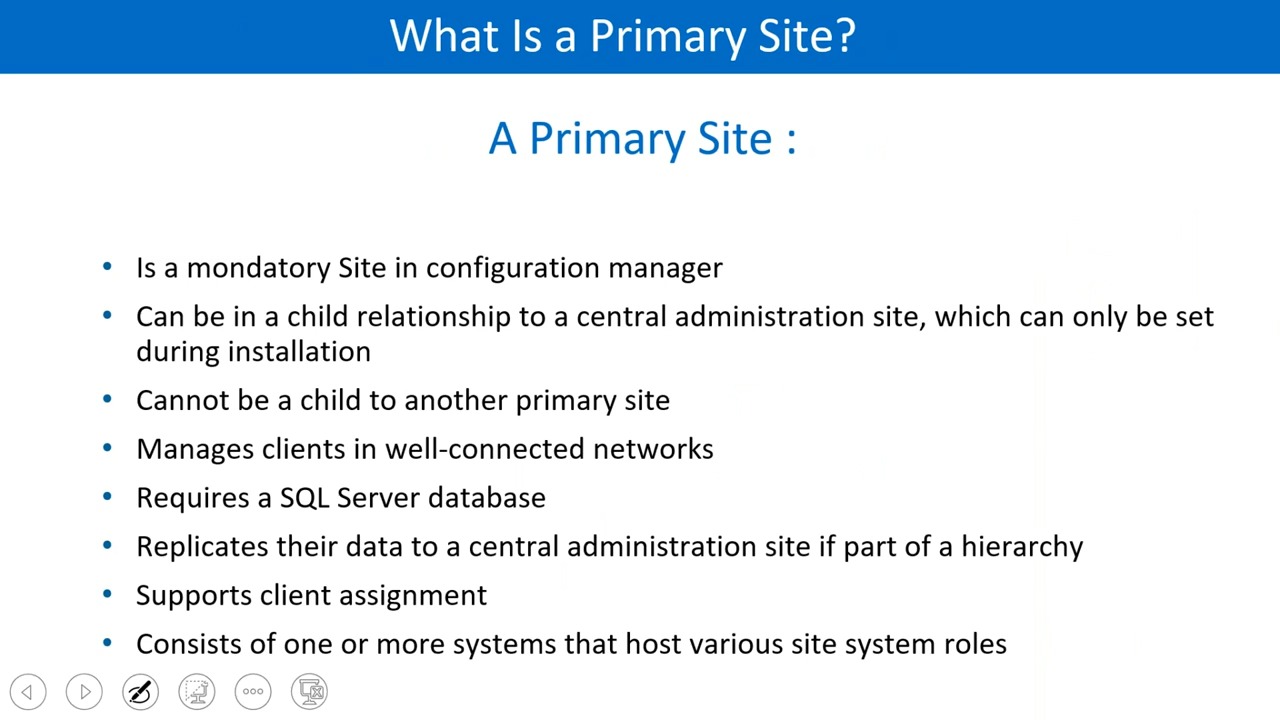 What Is a Primary Site?
A Primary Site :
• Is a mondatory Site in configuration manager
• Can be in a child relationship to a central administration site, which can only be set
during installation
• Cannot be a child to another primary site
• Manages clients in well-connected networks
• Requires a SQL Server database
• Replicates their data to a central administration site if part of a hierarchy
• Supports client assignment
• Consists of one or more systems that host various site system roles